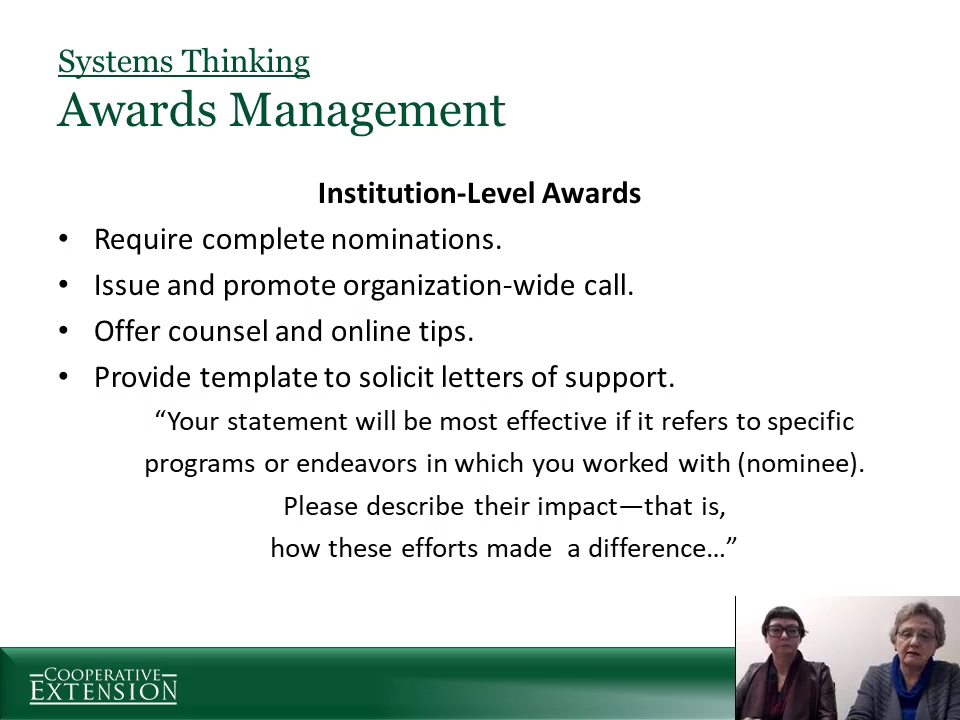 Systems Thinking
Awards Management
Institution-Level Awards
• Require complete nominations.
• Issue and promote organization-wide call.
• Offer counsel and online tips.
• Provide template to solicit letters of support.
“Your statement will be most effective if it refers to specific
programs or endeavors in which you worked with (nominee).
Please describe their impact—that is,
how these efforts made a difference…”
COOPERATIVE
EXTENSION